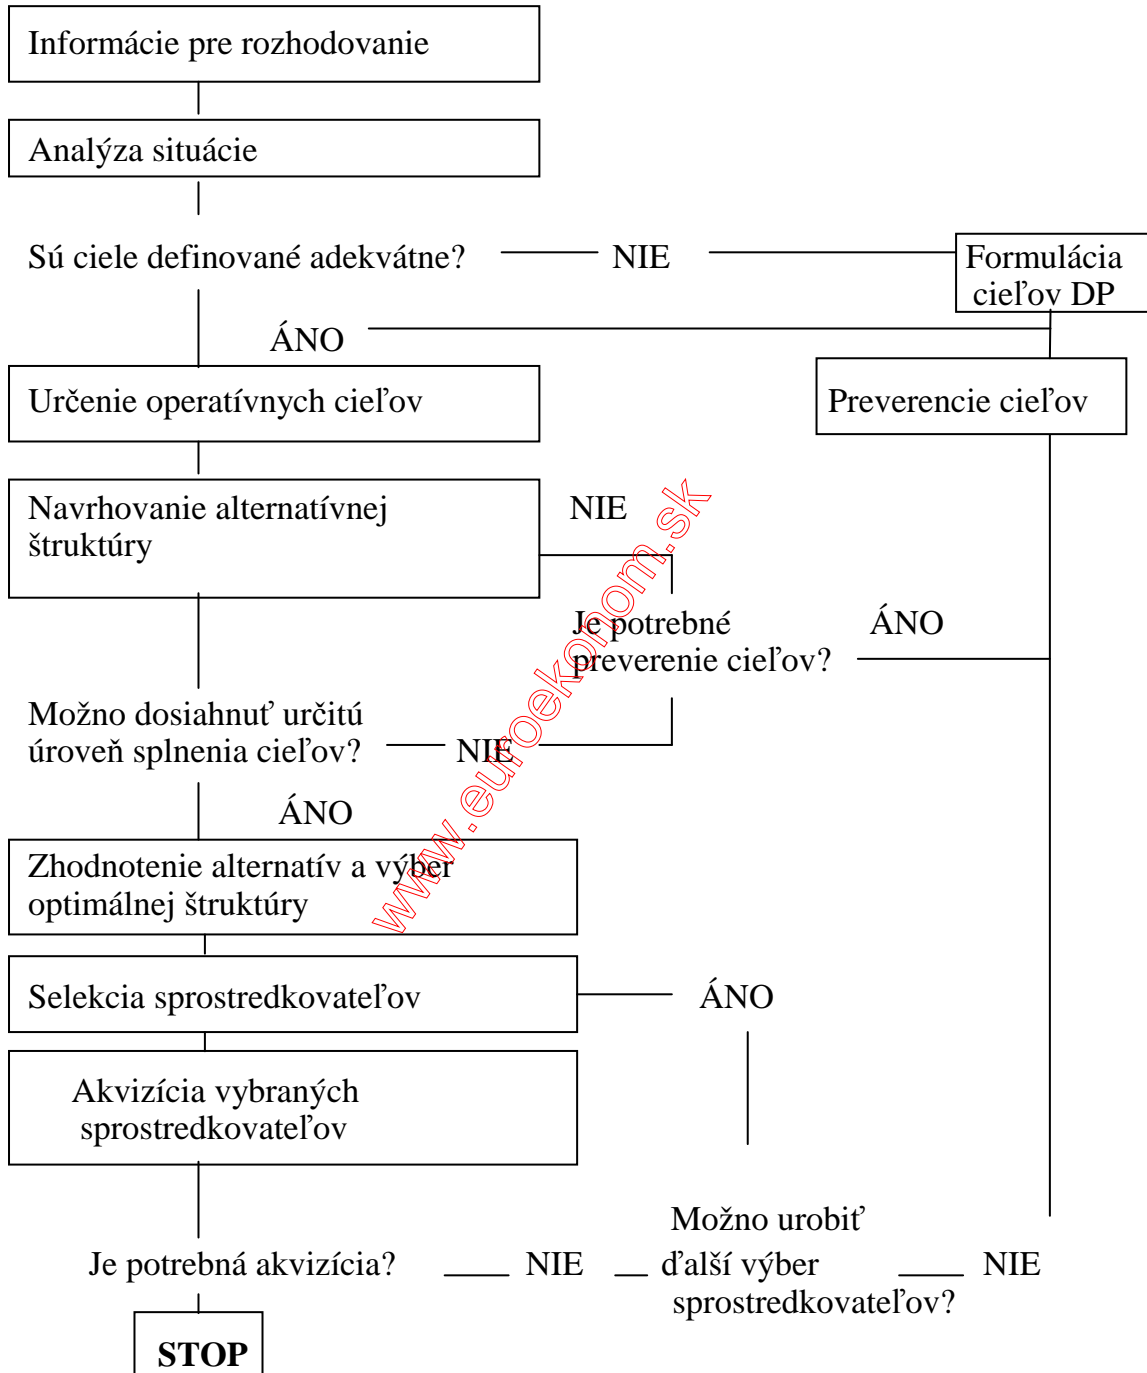 Informácie pre rozhodovanie
Analýza situácie
Sú ciele definované adekvátne?
NIE
Formulácia
cieľov DP
ÁNO
Určenie operatívnych cieľov
Preverencie cieľov
Navrhovanie alternatívnej
štruktúry
NIE
Je potrebné
preverenie cieľov?
ÁNO
Možno dosiahnuť určitú
úroveň splnenia cieľov?
NIE
ÁNO
Zhodnotenie alternatív a výber
optimálnej štruktúry
Selekcia sprostredkovateľov
ÁNO
Akvizícia vybraných
sprostredkovateľov
Je potrebná akvizícia?
NIE
Možno urobiť
ďalší výber
sprostredkovateľov?
NIE
STOP
www.euroekonom.sk